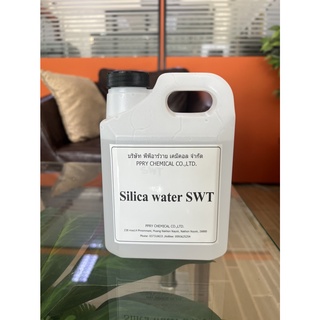 บริษัท พีพีอาร์วาย เคมิคอล จำกัด
PPRY CHEMICAL CO.,LTD.
SWT
Silica water SWT
PPRY CHEMICAL CO.,LTD.